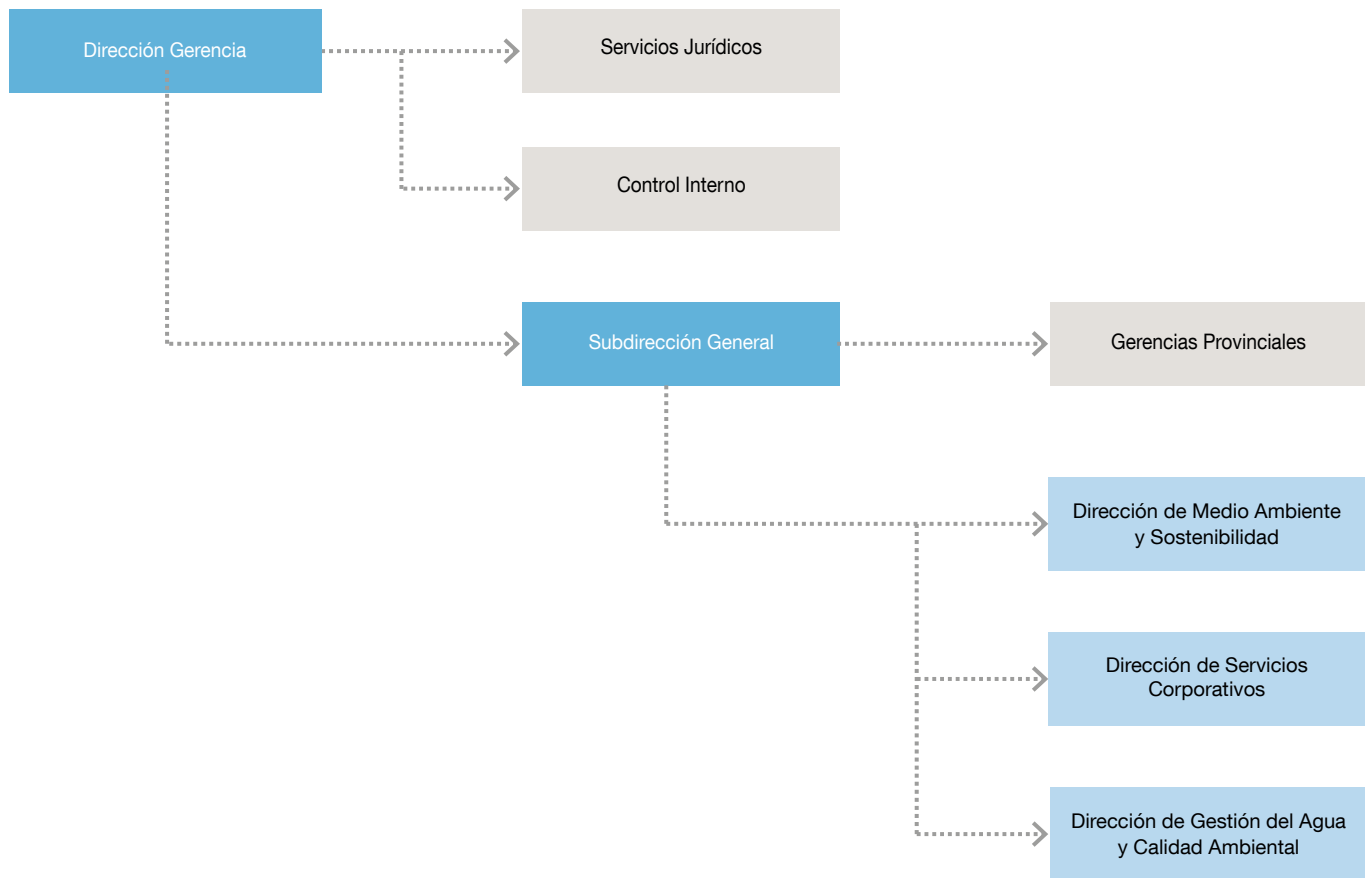 Dirección Gerencia
Servicios Jurídicos
Control Interno
Subdirección General
Gerencias Provinciales
Dirección de Medio Ambiente
y Sostenibilidad
Dirección de Servicios
Corporativos
Dirección de Gestión del Agua
y Calidad Ambiental